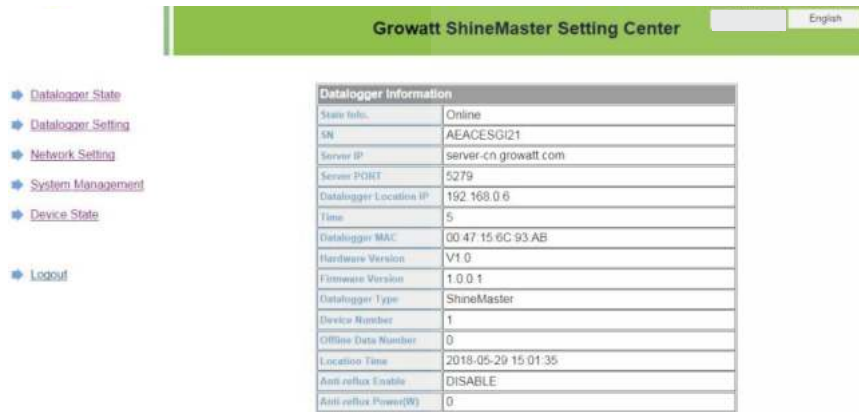 Growatt ShineMaster Setting Center
English
Datalogger State
Datalogger Setting
Network Setting
System Management
Device State
Logout
Datalogger Information
State Info. Online
SN AEACESGI21
Server IP server-cn.growatt.com
Server PORT 5279
Datalogger Location IP 192.168.0.6
Time 5
Datalogger MAC 00:47:15:6C:93:AB
Hardware Version V1.0
Firmware Version 1.0.0.1
Datalogger Type ShineMaster
Device Number 1
Offline Data Number 0
Location Time 2018-05-29 15:01:35
Anti reflux Enable DISABLE
Anti reflux Power(W) 0